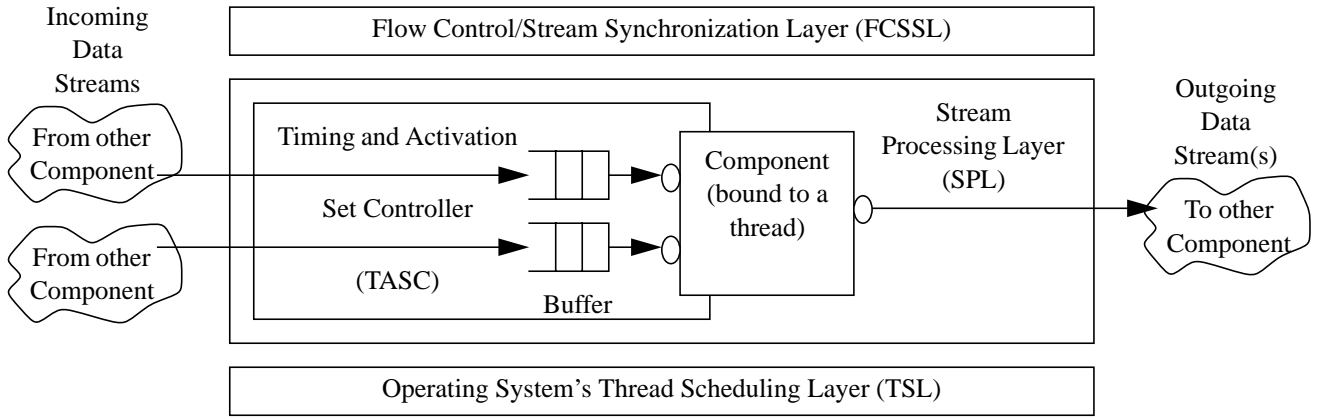 Incoming
Data
Streams
From other
Component
From other
Component
Flow Control/Stream Synchronization Layer (FCSSL)
Timing and Activation
Set Controller
(TASC)
Buffer
Component
(bound to a
thread)
Stream
Processing Layer
(SPL)
Outgoing
Data
Stream(s)
To other
Component
Operating System’s Thread Scheduling Layer (TSL)